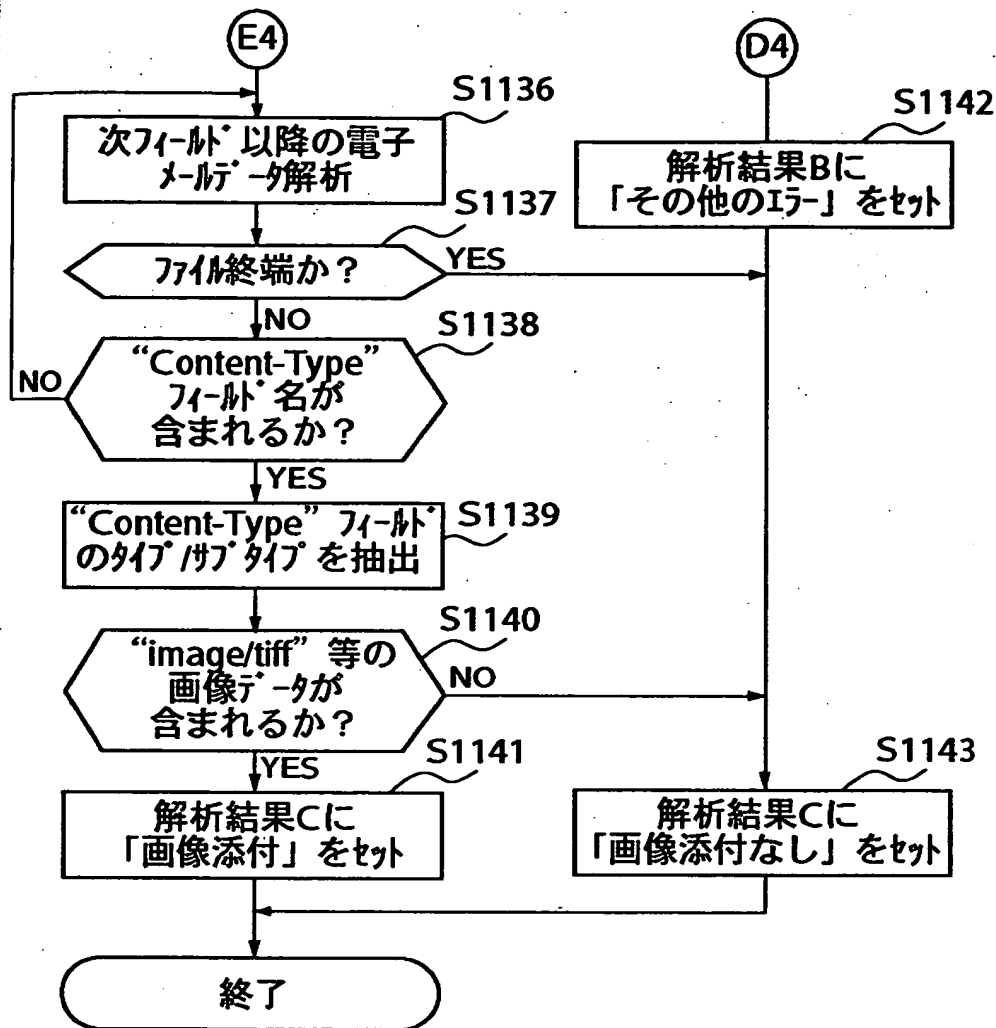 E4
S1136
次ﾌｨｰﾙﾄﾞ以降の電子
ﾒｰﾙﾃﾞｰﾀ解析
S1137
ﾌｧｲﾙ終端か？
YES
NO
S1138
“Content-Type”
ﾌｨｰﾙﾄﾞ名が
含まれるか？
NO
YES
S1139
“Content-Type” ﾌｨｰﾙﾄﾞ
のﾀｲﾌﾟ/ｻﾌﾞﾀｲﾌﾟを抽出
S1140
“image/tiff” 等の
画像ﾃﾞｰﾀが
含まれるか？
NO
YES
S1141
解析結果Cに
「画像添付」をｾｯﾄ
D4
S1142
解析結果Bに
「その他のｴﾗｰ」をｾｯﾄ
S1143
解析結果Cに
「画像添付なし」をｾｯﾄ
終了